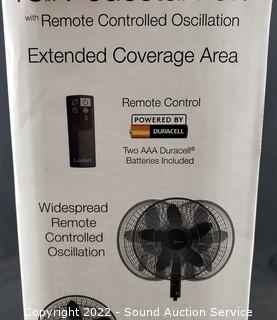 with Remote Controlled Oscillation
Extended Coverage Area
Remote Control
POWERED BY
DURACELL
Two AAA Duracell®
Batteries Included
Lasko
Widespread
Remote
Controlled
Oscillation
Copyright 2022 - Sound Auction Service